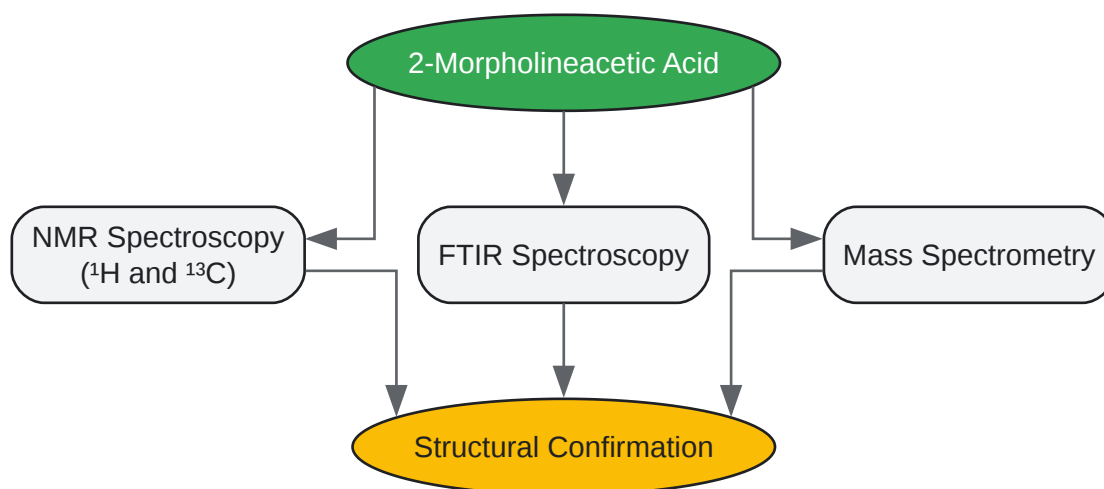 2-Morpholineacetic Acid
NMR Spectroscopy
(¹H and ¹³C)
FTIR Spectroscopy
Mass Spectrometry
Structural Confirmation